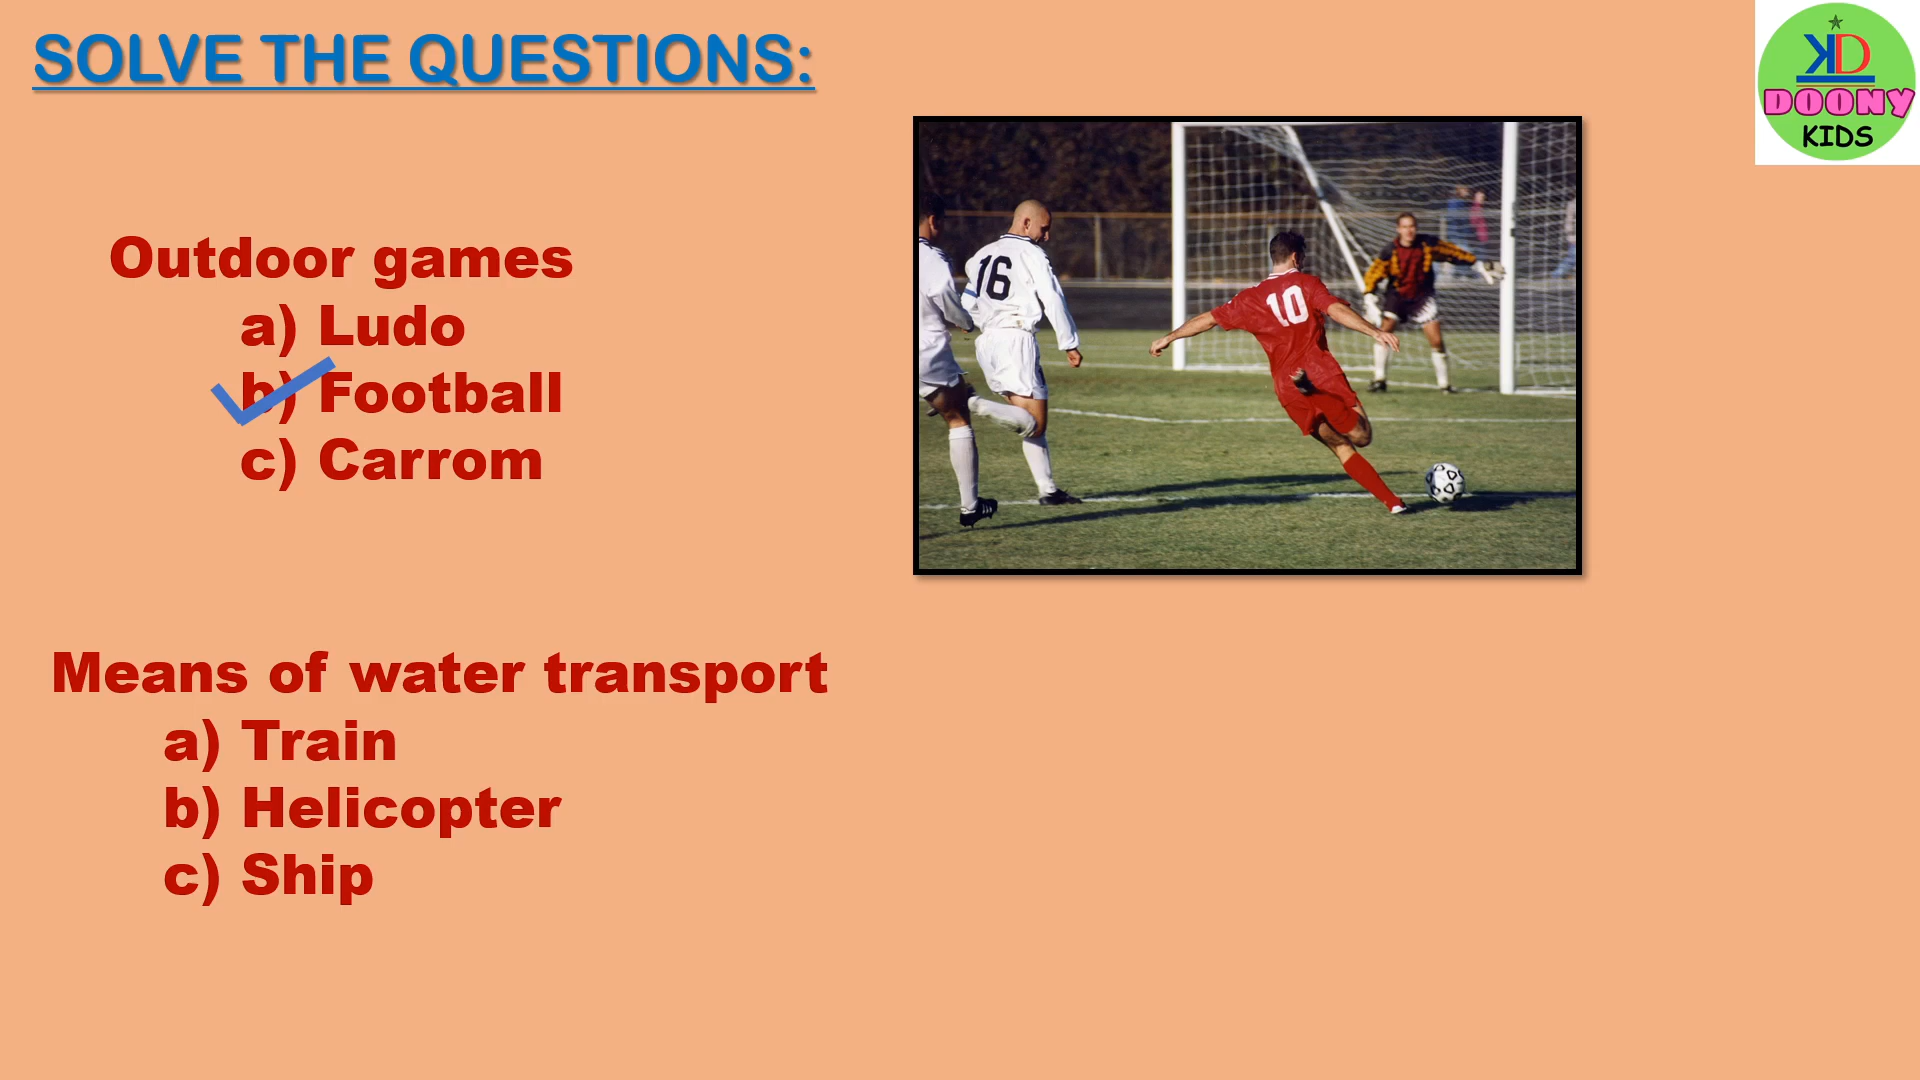 SOLVE THE QUESTIONS:
KD
DOONY
KIDS
Outdoor games
a) Ludo
b) Football
c) Carrom
16
10
Means of water transport
a) Train
b) Helicopter
c) Ship